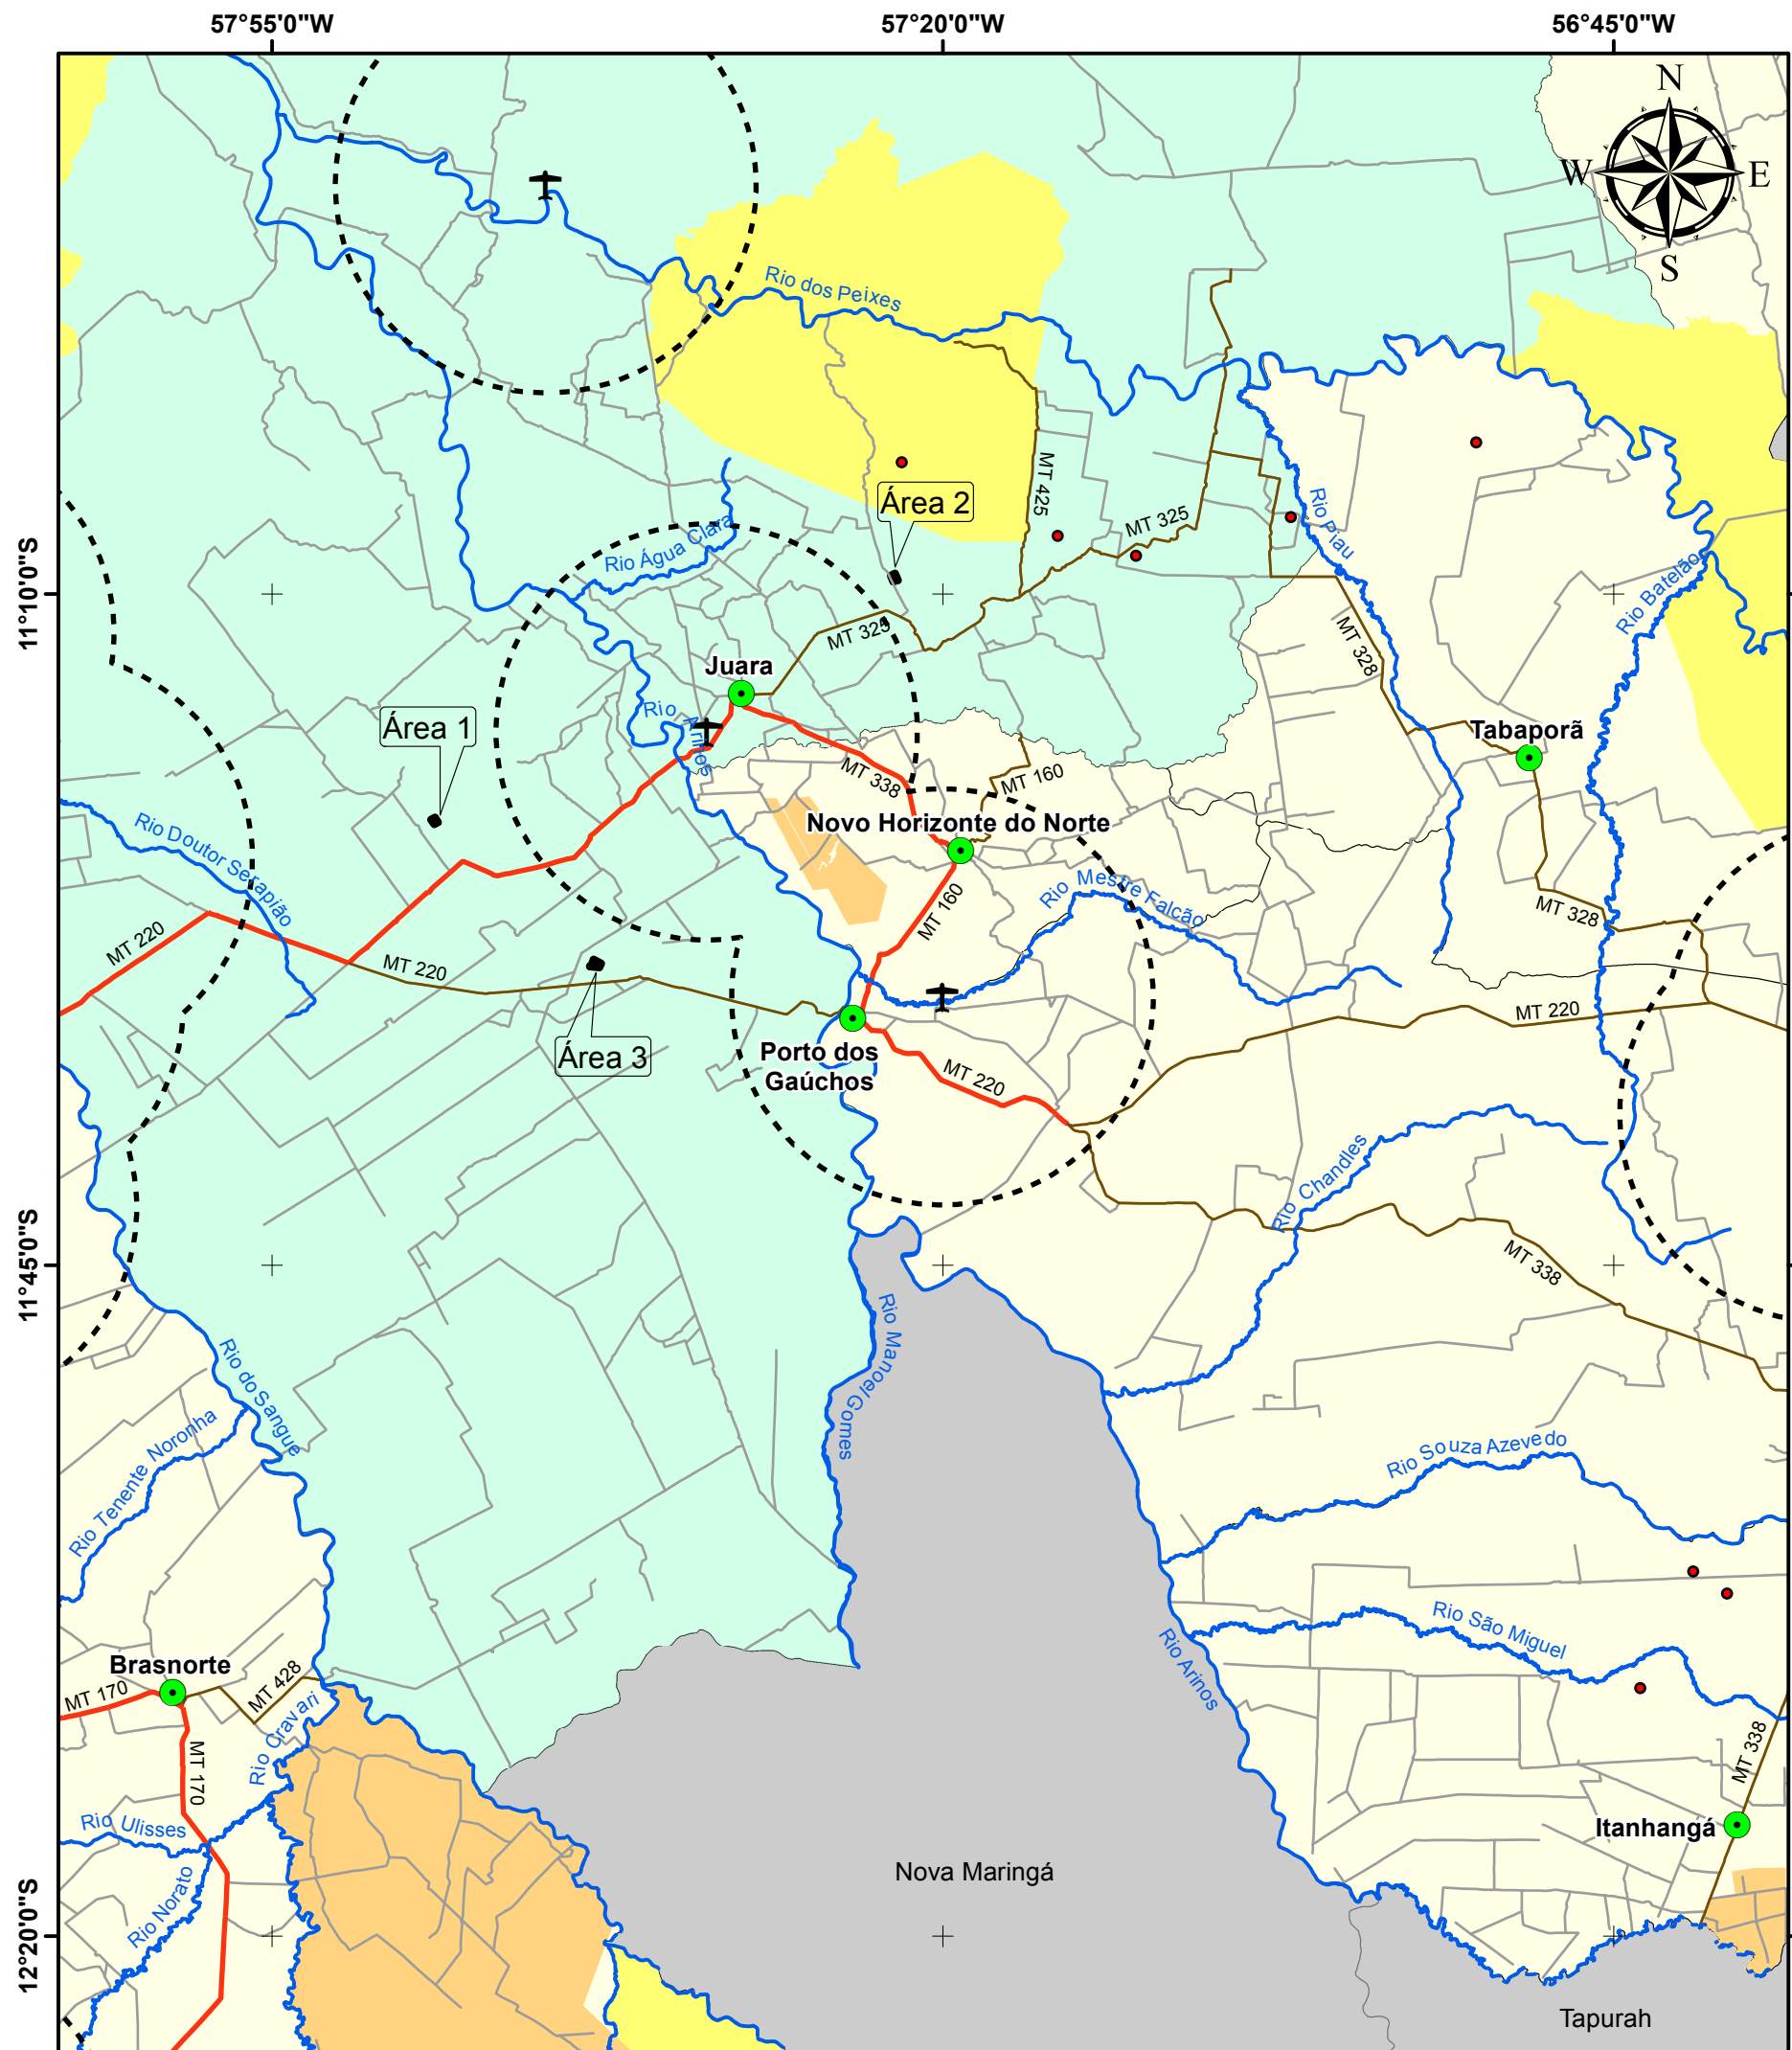 57°55'0"W
57°20'0"W
56°45'0"W
N
W
E
S
Rio dos Peixes
Área 2
MT 425
MT 325
Rio Piau
Rio Água Clara
11°10'0"S
Rio Batelão
MT 325
MT 328
Juara
Rio Arinos
Área 1
Tabaporã
MT 338
MT 160
Novo Horizonte do Norte
Rio Doutor Serapião
Rio Mestre Falcão
MT 160
MT 328
MT 220
MT 220
MT 220
Área 3
Porto dos
Gaúchos
MT 220
Rio Chandles
11°45'0"S
MT 338
Rio Manoel Gomes
Rio do Sangue
Rio Tenente Noronha
Rio Souza Azevedo
Rio São Miguel
Rio Arinos
Brasnorte
MT 170
MT 428
Rio Cravari
MT 170
MT 338
Rio Ulisses
Itanhangá
Nova Maringá
Rio Norato
12°20'0"S
Tapurah